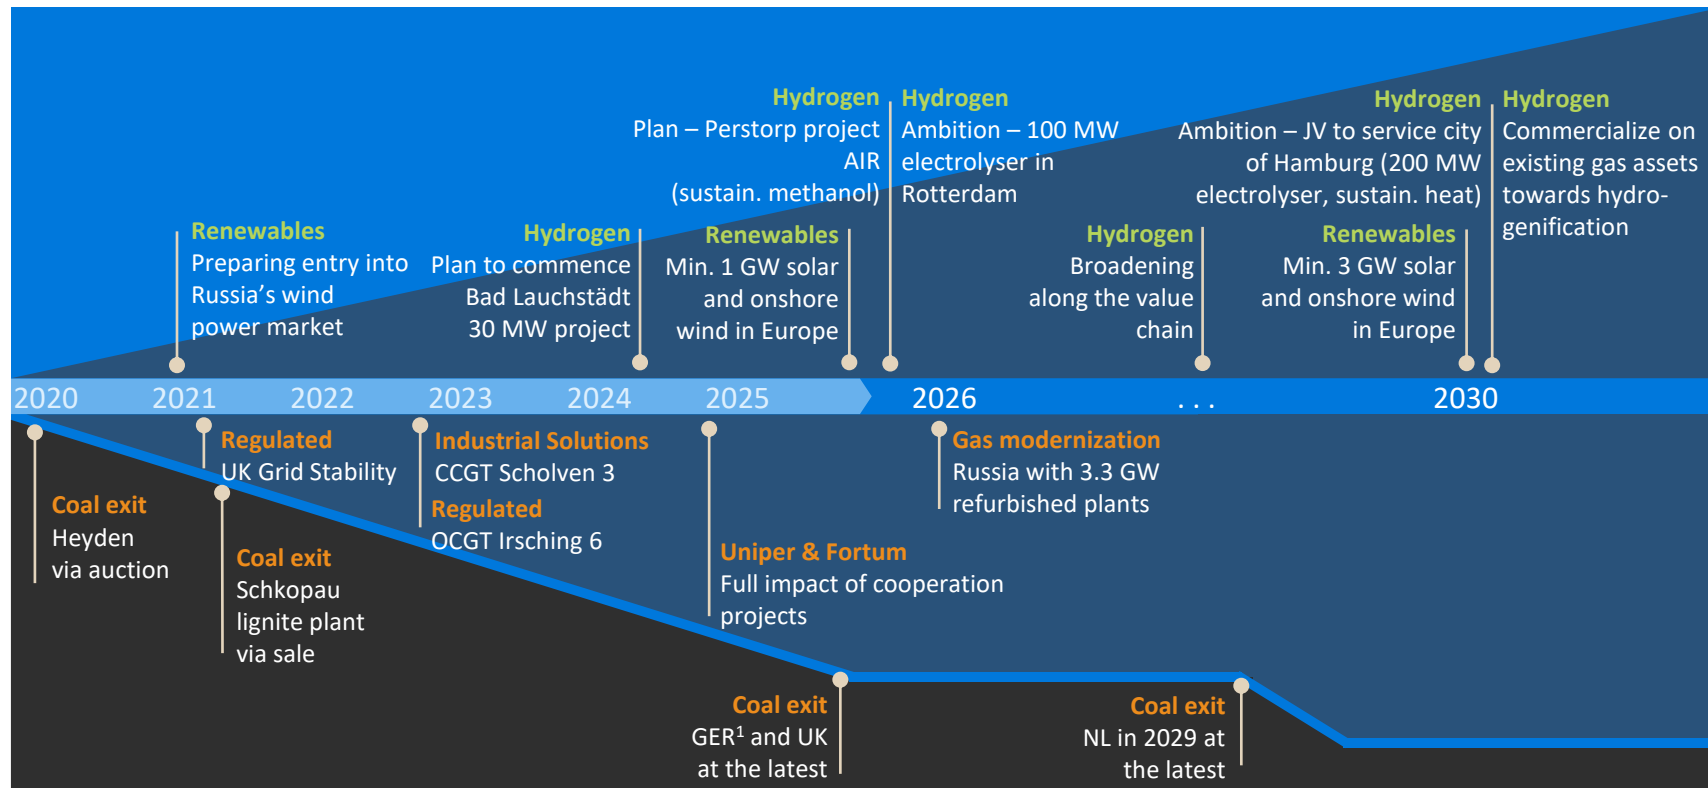 Hydrogen
Plan – Perstorp project
AIR
(sustain. methanol)
Hydrogen
Ambition – 100 MW
electrolyser in
Rotterdam
Hydrogen
Ambition – JV to service city
of Hamburg (200 MW
electrolyser, sustain. heat)
Hydrogen
Commercialize on
existing gas assets
towards hydro-
genification
Renewables
Preparing entry into
Russia’s wind
power market
Hydrogen
Plan to commence
Bad Lauchstädt
30 MW project
Renewables
Min. 1 GW solar
and onshore
wind in Europe
Hydrogen
Broadening
along the value
chain
Renewables
Min. 3 GW solar
and onshore wind
in Europe
2020 2021 2022 2023 2024 2025 2026 . . . 2030
Coal exit
Heyden
via auction
Regulated
UK Grid Stability
Coal exit
Schkopau
lignite plant
via sale
Industrial Solutions
CCGT Scholven 3
Regulated
OCGT Irsching 6
Uniper & Fortum
Full impact of cooperation
projects
Gas modernization
Russia with 3.3 GW
refurbished plants
Coal exit
GER¹ and UK
at the latest
Coal exit
NL in 2029 at
the latest